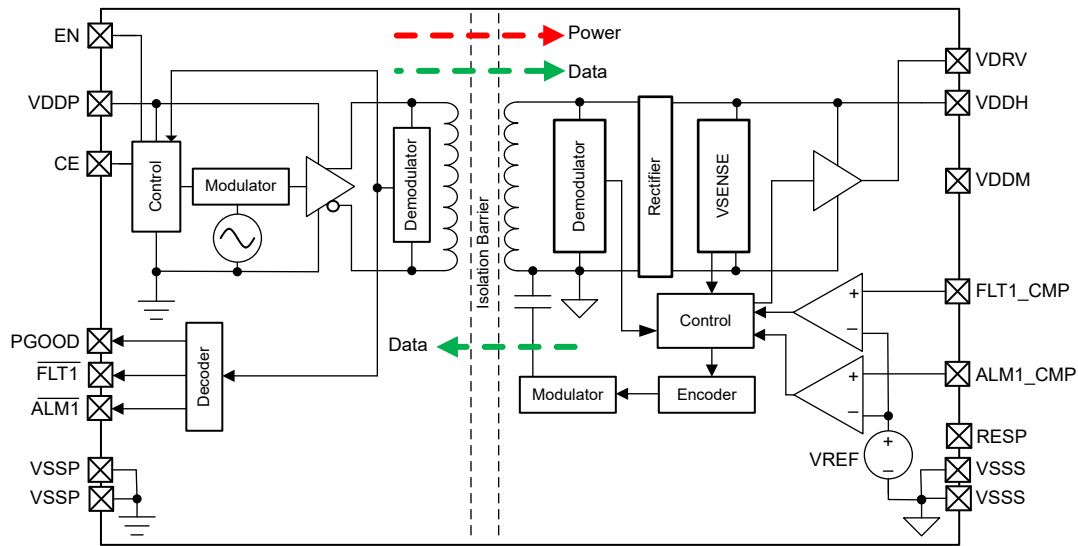 EN
Power
Data
VDRV
VDDP
VDDH
CE
Control
Modulator
Demodulator
Isolation Barrier
Demodulator
Rectifier
VSENSE
VDDM
FLT1_CMP
Control
+
−
PGOOD
FLT1
ALM1
Decoder
Data
Modulator
Encoder
+
−
ALM1_CMP
RESP
VREF
+
−
VSSP
VSSP
VSSS
VSSS